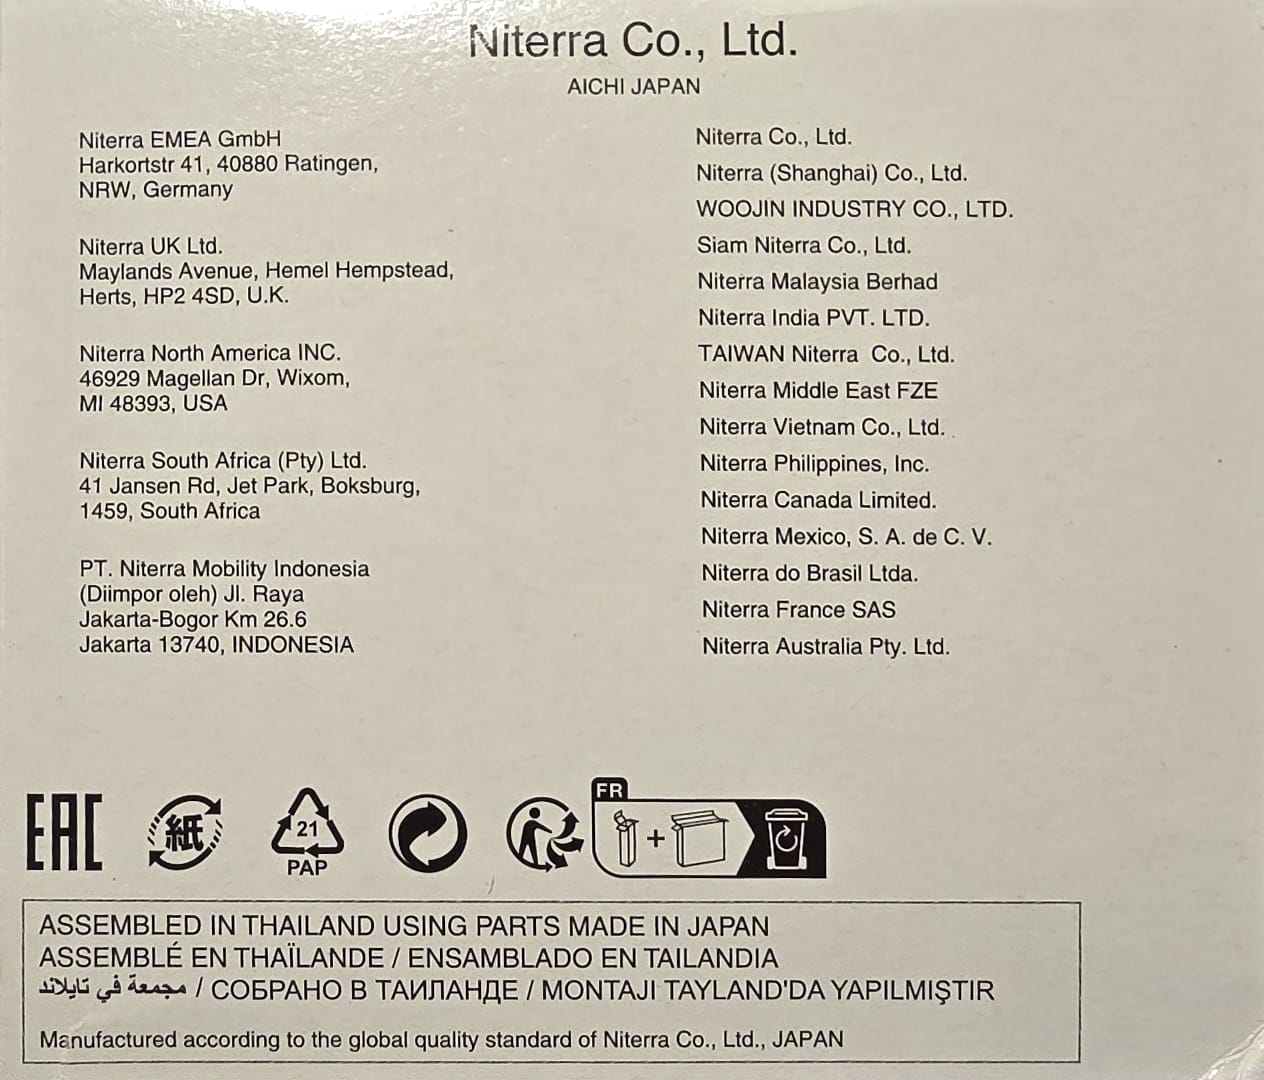 Niterra Co., Ltd.
AICHI JAPAN
Niterra EMEA GmbH
Harkortstr 41, 40880 Ratingen,
NRW, Germany
Niterra UK Ltd.
Maylands Avenue, Hemel Hempstead,
Herts, HP2 4SD, U.K.
Niterra North America INC.
46929 Magellan Dr, Wixom,
MI 48393, USA
Niterra South Africa (Pty) Ltd.
41 Jansen Rd, Jet Park, Boksburg,
1459, South Africa
PT. Niterra Mobility Indonesia
(Diimpor oleh) Jl. Raya
Jakarta-Bogor Km 26.6
Jakarta 13740, INDONESIA
Niterra Co., Ltd.
Niterra (Shanghai) Co., Ltd.
WOOJIN INDUSTRY CO., LTD.
Siam Niterra Co., Ltd.
Niterra Malaysia Berhad
Niterra India PVT. LTD.
TAIWAN Niterra Co., Ltd.
Niterra Middle East FZE
Niterra Vietnam Co., Ltd.
Niterra Philippines, Inc.
Niterra Canada Limited.
Niterra Mexico, S. A. de C. V.
Niterra do Brasil Ltda.
Niterra France SAS
Niterra Australia Pty. Ltd.
EAC
紙
21
PAP
FR
+
ASSEMBLED IN THAILAND USING PARTS MADE IN JAPAN
ASSEMBLÉ EN THAÏLANDE / ENSAMBLADO EN TAILANDIA
مجمعة في تايلاند / СОБРАНО В ТАИЛАНДЕ / MONTAJI TAYLAND'DA YAPILMIŞTIR
Manufactured according to the global quality standard of Niterra Co., Ltd., JAPAN